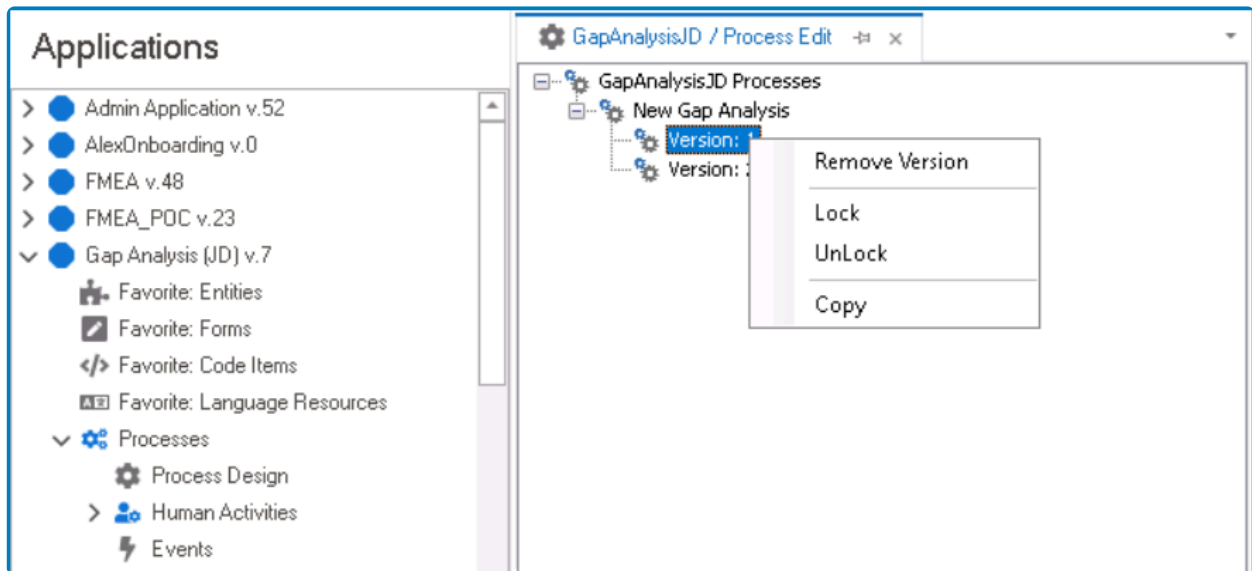 Applications
Admin Application v.52
AlexOnboarding v.0
FMEA v.48
FMEA_POC v.23
Gap Analysis (JD) v.7
Favorite: Entities
Favorite: Forms
Favorite: Code Items
Favorite: Language Resources
Processes
Process Design
Human Activities
Events
GapAnalysisJD / Process Edit
GapAnalysisJD Processes
New Gap Analysis
Version: 1
Version:
Remove Version
Lock
UnLock
Copy